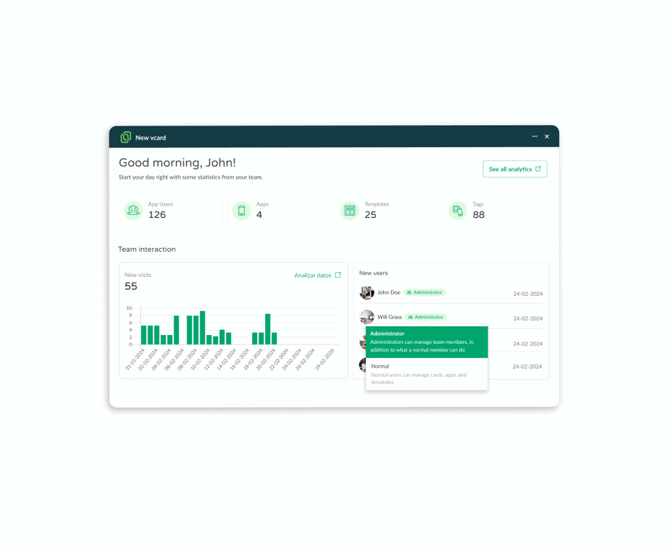 New vcard
Good morning, John!
Start your day right with some statistics from your team.
See all analytics
App Users
126
Apps
4
Templates
25
Tags
88
Team interaction
New visits
55
Analizar datos
10
8
6
4
2
0
31-01-2024
02-02-2024
04-02-2024
06-02-2024
08-02-2024
10-02-2024
12-02-2024
14-02-2024
16-02-2024
18-02-2024
20-02-2024
22-02-2024
24-02-2024
26-02-2024
29-02-2024
New users
John Doe Administrator 24-02-2024
Will Grass Administrator 24-02-2024
24-02-2024
24-02-2024
Administrator
Administrators can manage team members, in
addition to what a normal member can do
Normal
Normal users can manage cards, apps, and
templates.